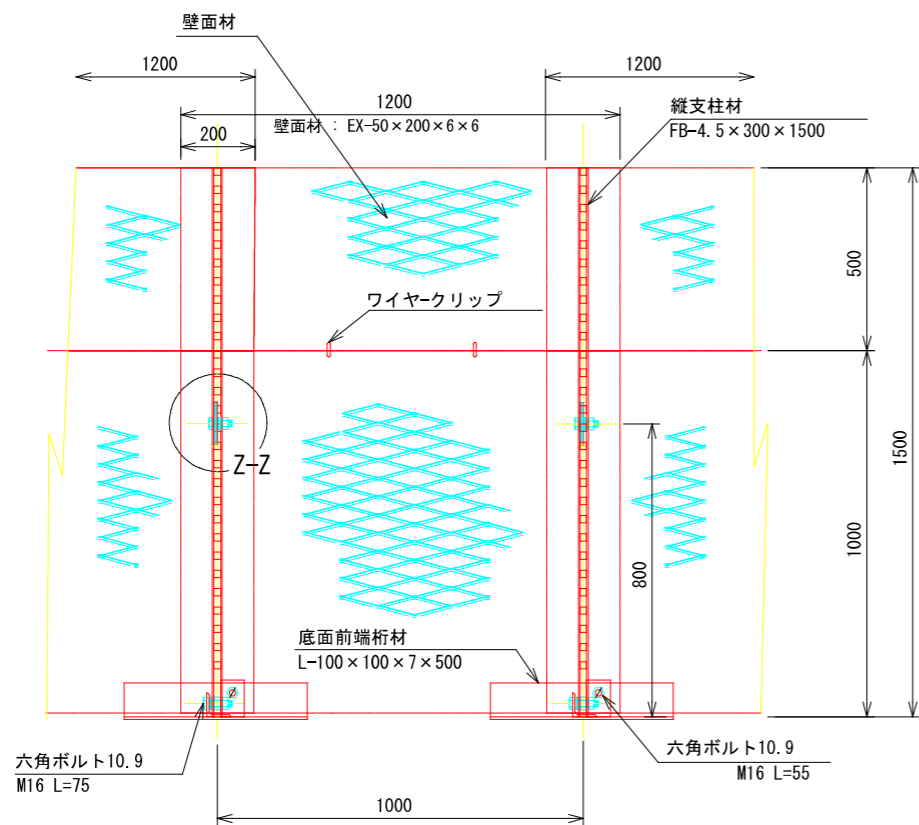 壁面材
1200
1200
1200
壁面材 : EX-50×200×6×6
200
縦支柱材
FB-4.5×300×1500
500
ワイヤークリップ
1500
Z-Z
1000
800
底面前端桁材
L-100×100×7×500
六角ボルト10.9
M16 L=75
六角ボルト10.9
M16 L=55
1000